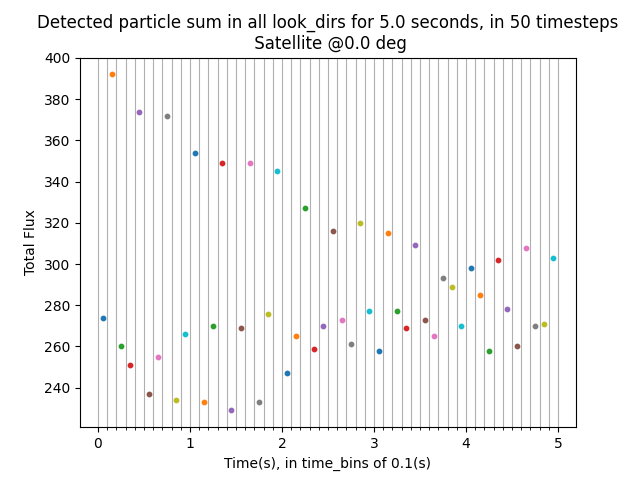 Detected particle sum in all look_dirs for 5.0 seconds, in 50 timesteps
Satellite @0.0 deg
400
380
360
340
320
300
280
260
240
Total Flux
0 1 2 3 4 5
Time(s), in time_bins of 0.1(s)